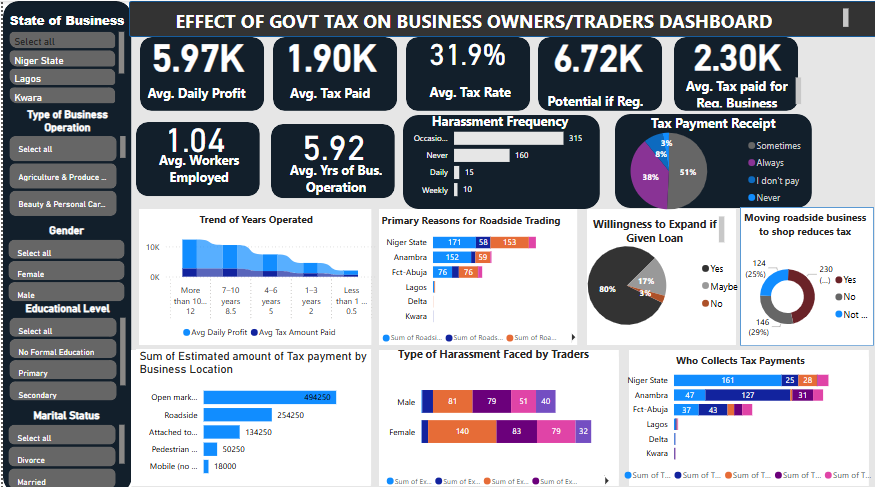 State of Business
Select all
Niger State
Lagos
Kwara
Type of Business
Operation
Select all
Agriculture & Produce ...
Beauty & Personal Car...
Gender
Select all
Female
Male
Educational Level
Select all
No Formal Education
Primary
Secondary
Marital Status
Select all
Divorce
Married
EFFECT OF GOVT TAX ON BUSINESS OWNERS/TRADERS DASHBOARD
5.97K
Avg. Daily Profit
1.90K
Avg. Tax Paid
31.9%
Avg. Tax Rate
6.72K
Potential if Reg.
2.30K
Avg. Tax paid for
Reg. Business
1.04
Avg. Workers
Employed
5.92
Avg. Yrs of Bus.
Operation
Harassment Frequency
Occasio... 315
Never 160
Daily 15
Weekly 10
Tax Payment Receipt
3%
8%
38%
51%
Sometimes
Always
I don't pay
Never
Trend of Years Operated
10K
0K
More than 10... 12
7–10 years 8.5
4–6 years 5
1–3 years 2
Less than 1 ... 0.5
Avg Daily Profit Avg.Tax Amount Paid
Primary Reasons for Roadside Trading
Niger State 171 58 153
Anambra 152 59
Fct-Abuja 76 76
Lagos
Delta
Kwara
Sum of Roadsi... Sum of Roads... Sum of Roa...
Willingness to Expand if
Given Loan
80%
17%
3%
Yes
Maybe
No
Moving roadside business
to shop reduces tax
124
(25%)
230
(...)
146
(29%)
Yes
No
Not ...
Sum of Estimated amount of Tax payment by
Business Location
Open mark... 494250
Roadside 254250
Attached to... 134250
Pedestrian ... 50250
Mobile (no ... 18000
Type of Harassment Faced by Traders
Male 81 79 51 40
Female 140 83 79 32
Sum of Ex... Sum of Ex... Sum of Ex... Sum of Ex...
Who Collects Tax Payments
Niger State 161 25 28
Anambra 47 127 31
Fct-Abuja 37 43
Lagos
Delta
Kwara
Sum of T... Sum of T... Sum of T... Sum of T... Sum of T...